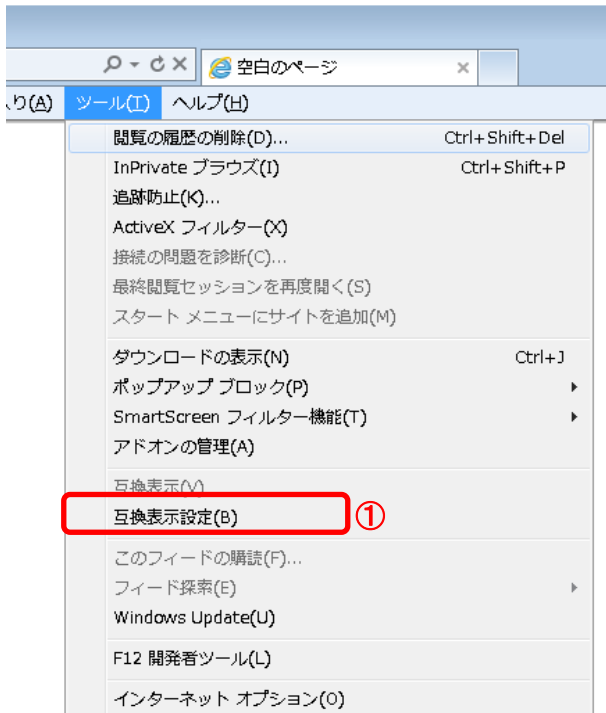 空白のページ
入り(A) ツール(T) ヘルプ(H)
閲覧の履歴の削除(D)... Ctrl+Shift+Del
InPrivate ブラウズ(I) Ctrl+Shift+P
追跡防止(K)...
ActiveX フィルター(X)
接続の問題を診断(C)...
最終閲覧セッションを再度開く(S)
スタート メニューにサイトを追加(M)
ダウンロードの表示(N) Ctrl+J
ポップアップ ブロック(P)
SmartScreen フィルター機能(T)
アドオンの管理(A)
互換表示(V)
互換表示設定(B) ①
このフィードの購読(F)...
フィード探索(E)
Windows Update(U)
F12 開発者ツール(L)
インターネット オプション(O)